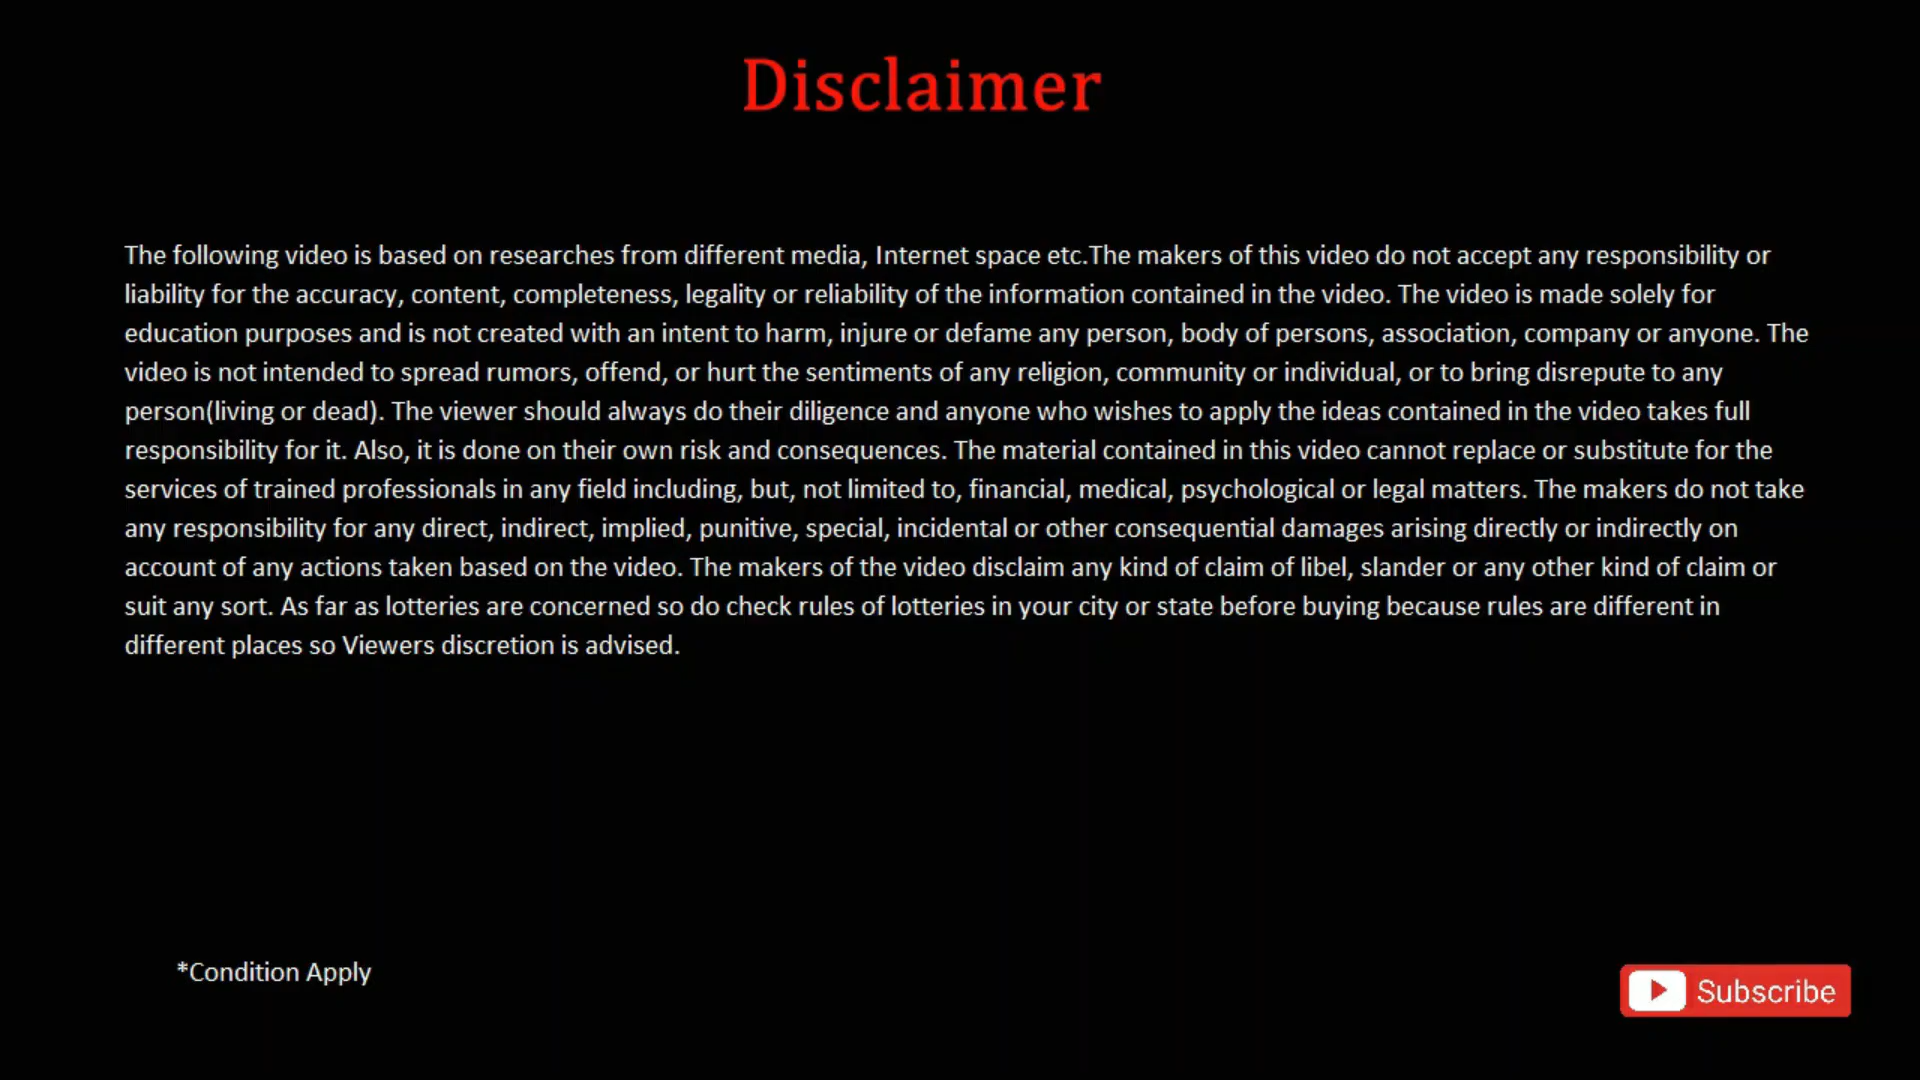 Disclaimer
The following video is based on researches from different media, Internet space etc.The makers of this video do not accept any responsibility or
liability for the accuracy, content, completeness, legality or reliability of the information contained in the video. The video is made solely for
education purposes and is not created with an intent to harm, injure or defame any person, body of persons, association, company or anyone. The
video is not intended to spread rumors, offend, or hurt the sentiments of any religion, community or individual, or to bring disrepute to any
person(living or dead). The viewer should always do their diligence and anyone who wishes to apply the ideas contained in the video takes full
responsibility for it. Also, it is done on their own risk and consequences. The material contained in this video cannot replace or substitute for the
services of trained professionals in any field including, but, not limited to, financial, medical, psychological or legal matters. The makers do not take
any responsibility for any direct, indirect, implied, punitive, special, incidental or other consequential damages arising directly or indirectly on
account of any actions taken based on the video. The makers of the video disclaim any kind of claim of libel, slander or any other kind of claim or
suit any sort. As far as lotteries are concerned so do check rules of lotteries in your city or state before buying because rules are different in
different places so Viewers discretion is advised.
*Condition Apply
Subscribe